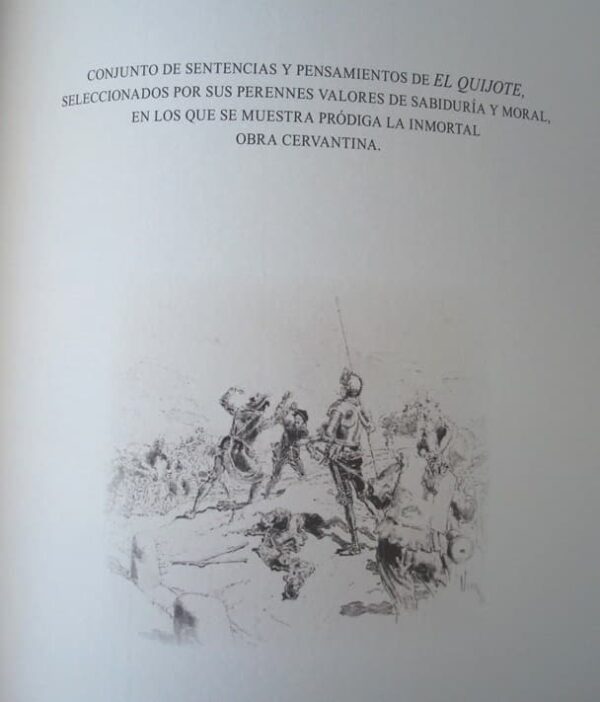 CONJUNTO DE SENTENCIAS Y PENSAMIENTOS DE EL QUIJOTE,
SELECCIONADOS POR SUS PERENNES VALORES DE SABIDURÍA Y MORAL,
EN LOS QUE SE MUESTRA PRÓDIGA LA INMORTAL
OBRA CERVANTINA.